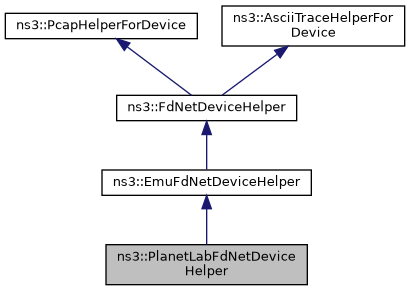 ns3::PcapHelperForDevice
ns3::AsciiTraceHelperFor
Device
ns3::FdNetDeviceHelper
ns3::EmuFdNetDeviceHelper
ns3::PlanetLabFdNetDevice
Helper